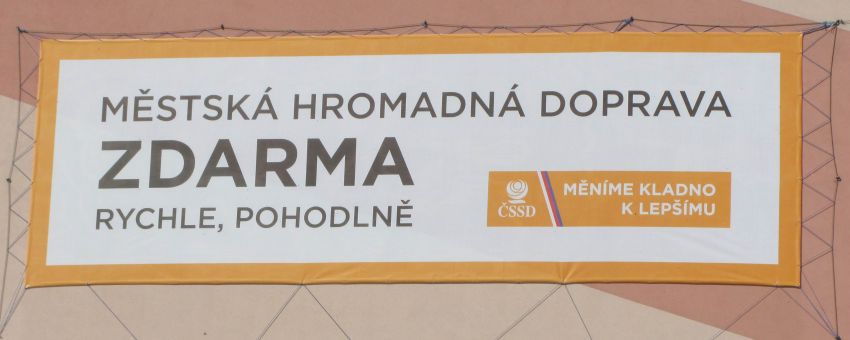 MĚSTSKÁ HROMADNÁ DOPRAVA
ZDARMA
RYCHLE, POHODLNĚ
ČSSD
MĚNÍME KLADNO
K LEPŠÍMU